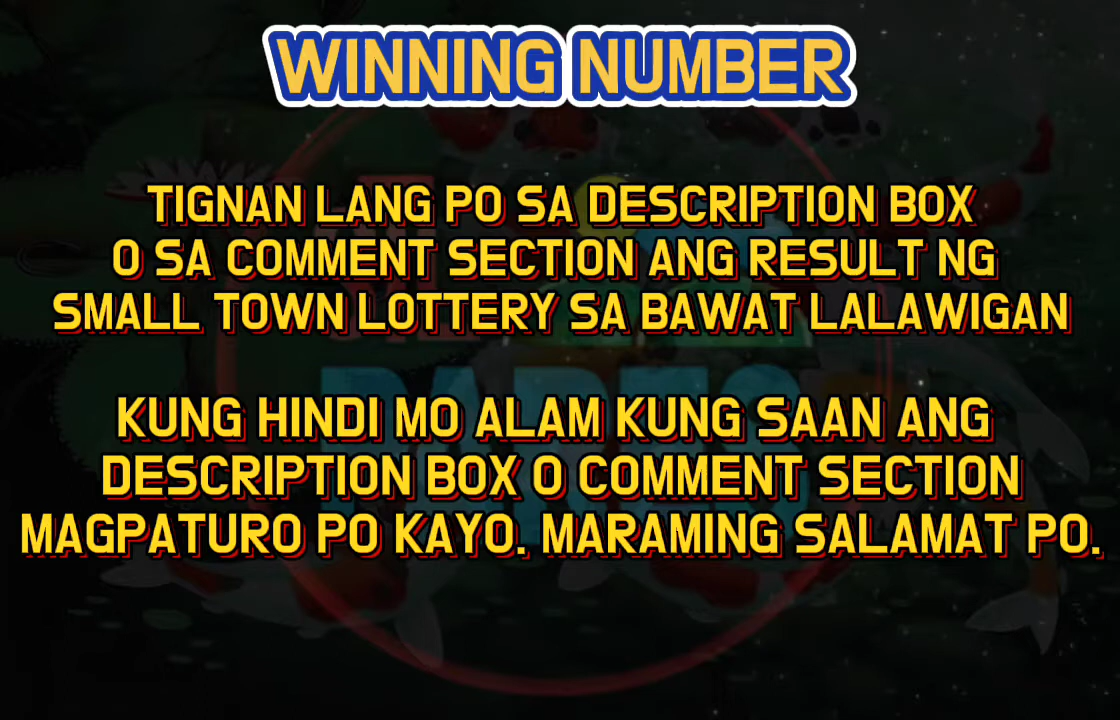 WINNING NUMBER
TIGNAN LANG PO SA DESCRIPTION BOX
O SA COMMENT SECTION ANG RESULT NG
SMALL TOWN LOTTERY SA BAWAT LALAWIGAN
KUNG HINDI MO ALAM KUNG SAAN ANG
DESCRIPTION BOX O COMMENT SECTION
MAGPATURO PO KAYO. MARAMING SALAMAT PO.